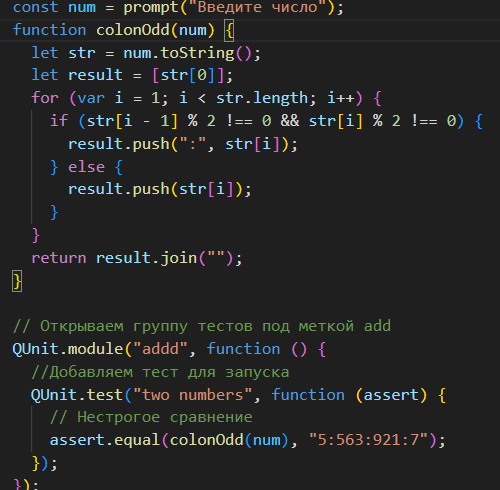 const num = prompt("Введите число");
function colonOdd(num) {
let str = num.toString();
let result = [str[0]];
for (var i = 1; i < str.length; i++) {
if (str[i - 1] % 2 !== 0 && str[i] % 2 !== 0) {
result.push(":", str[i]);
} else {
result.push(str[i]);
}
}
return result.join("");
}
// Открываем группу тестов под меткой add
QUnit.module("addd", function () {
//Добавляем тест для запуска
QUnit.test("two numbers", function (assert) {
// Нестрогое сравнение
assert.equal(colonOdd(num), "5:563:921:7");
});
});